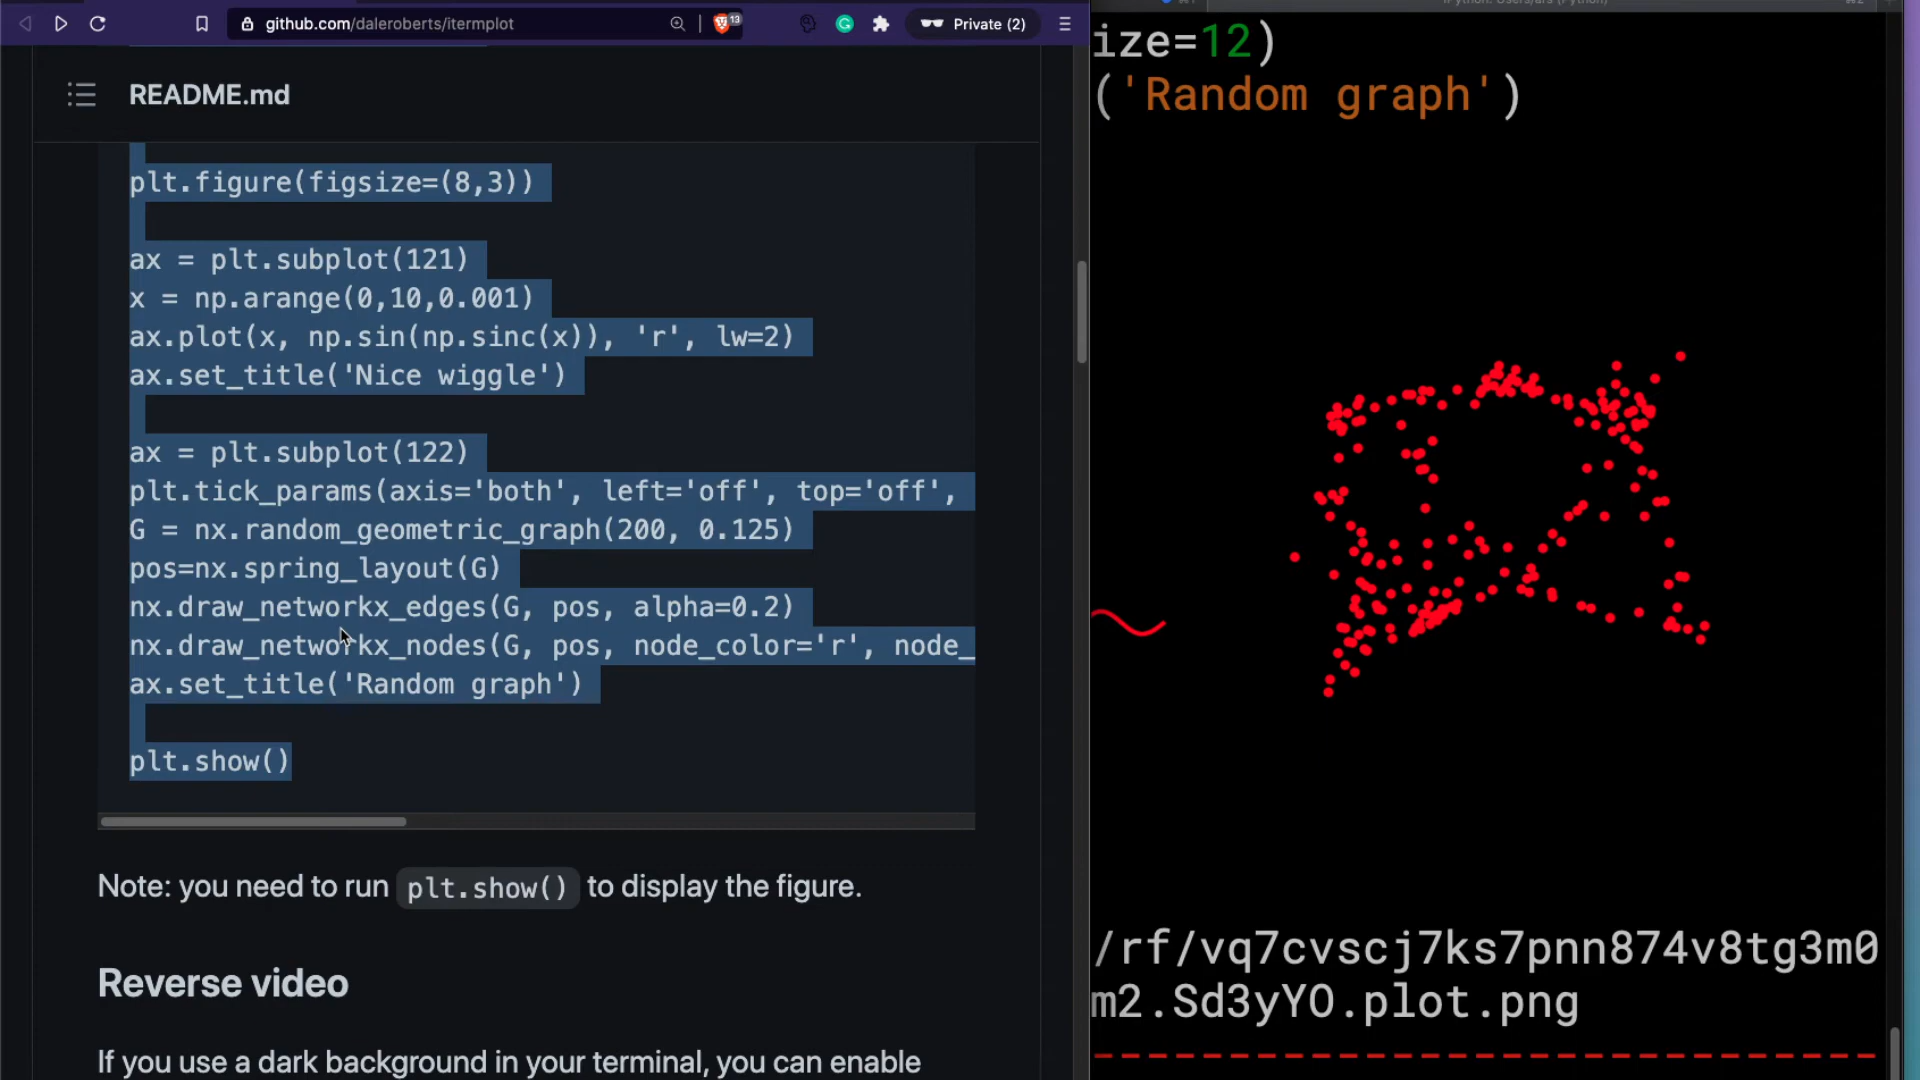 github.com/daleroberts/itermplot
13
Private (2)
README.md
plt.figure(figsize=(8,3))
ax = plt.subplot(121)
x = np.arange(0,10,0.001)
ax.plot(x, np.sin(np.sinc(x)), 'r', lw=2)
ax.set_title('Nice wiggle')
ax = plt.subplot(122)
plt.tick_params(axis='both', left='off', top='off',
G = nx.random_geometric_graph(200, 0.125)
pos=nx.spring_layout(G)
nx.draw_networkx_edges(G, pos, alpha=0.2)
nx.draw_networkx_nodes(G, pos, node_color='r', node_
ax.set_title('Random graph')
plt.show()
Note: you need to run plt.show() to display the figure.
Reverse video
If you use a dark background in your terminal, you can enable
ize=12)
('Random graph')
/rf/vq7cvscj7ks7pnn874v8tg3m0
m2.Sd3yYO.plot.png